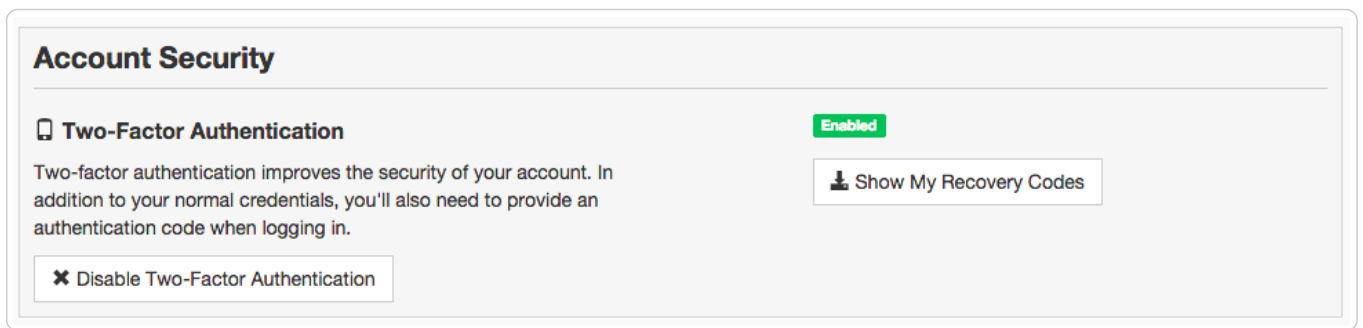 Account Security
Two-Factor Authentication
Enabled
Two-factor authentication improves the security of your account. In
addition to your normal credentials, you'll also need to provide an
authentication code when logging in.
Show My Recovery Codes
Disable Two-Factor Authentication